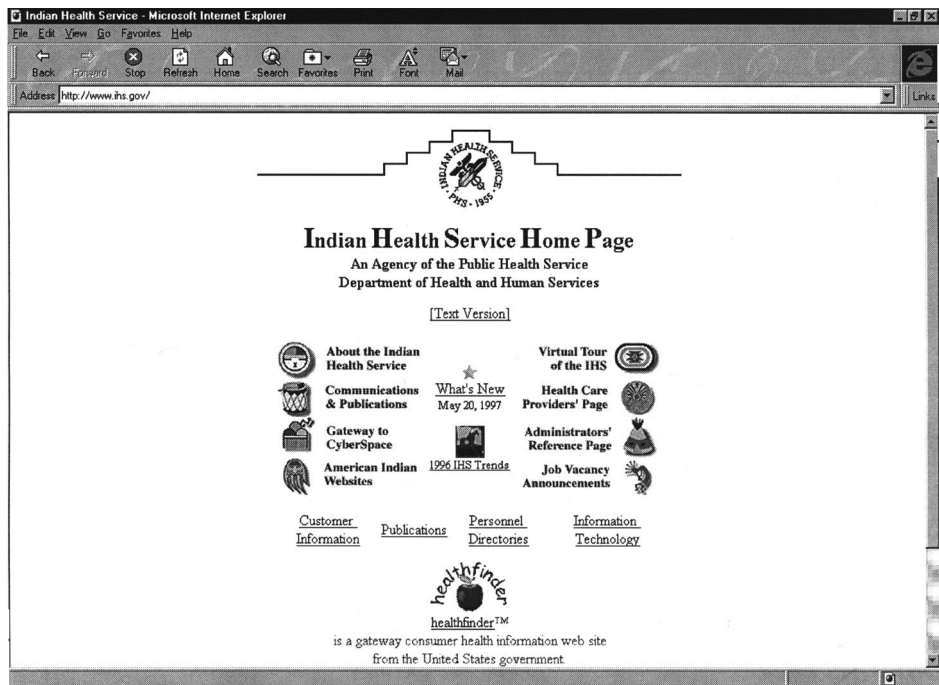 Indian Health Service - Microsoft Internet Explorer
File Edit View Go Favorites Help
Back Forward Stop Refresh Home Search Favorites Print Font Mail
Address http://www.ihs.gov/ Links
INDIAN HEALTH SERVICE
PHS - 1955
Indian Health Service Home Page
An Agency of the Public Health Service
Department of Health and Human Services
[Text Version]
About the Indian
Health Service
Communications
& Publications
Gateway to
CyberSpace
American Indian
Websites
What's New
May 20, 1997
1996 IHS Trends
Virtual Tour
of the IHS
Health Care
Providers' Page
Administrators'
Reference Page
Job Vacancy
Announcements
Customer
Information
Publications
Personnel
Directories
Information
Technology
healthfinder
healthfinder™
is a gateway consumer health information web site
from the United States government.